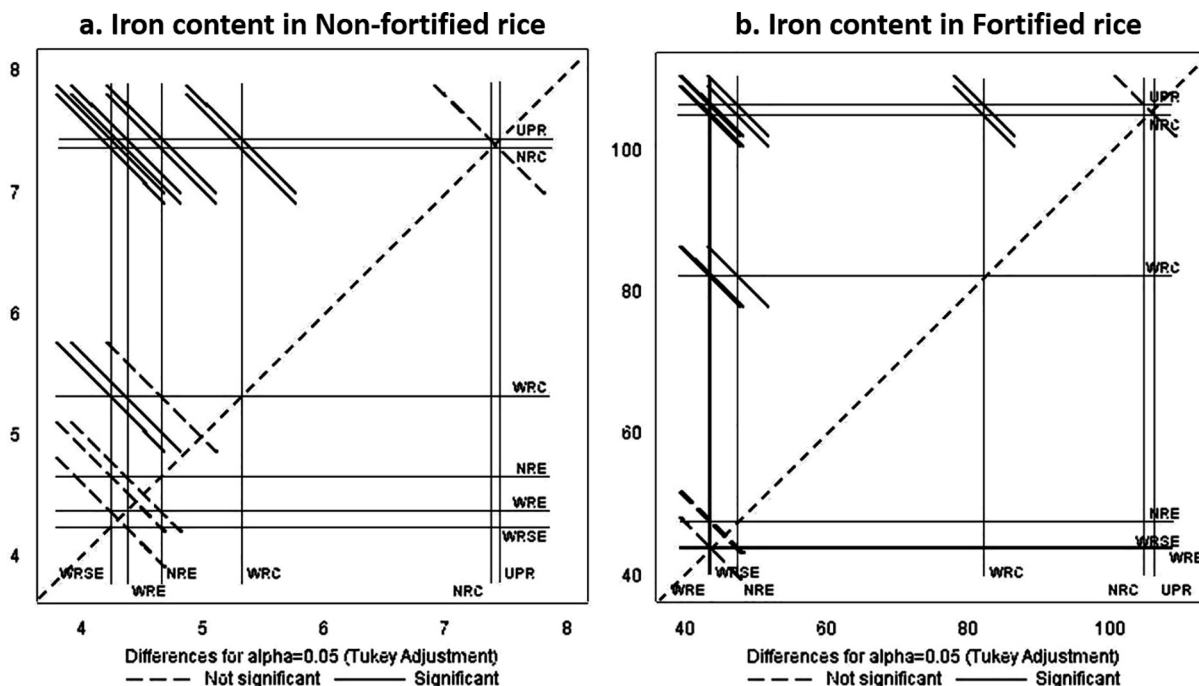 a. Iron content in Non-fortified rice
8
7
6
5
4
UPR
NRC
WRC
NRE
WRE
WRSE
WRSE
WRE
NRE
WRC
NRC
UPR
4 5 6 7 8
Differences for alpha=0.05 (Tukey Adjustment)
Not significant Significant
b. Iron content in Fortified rice
100
80
60
40
UPR
NRC
WRC
NRE
WRSE
WRE
WRE
WRSE
NRE
WRC
NRC
UPR
40 60 80 100
Differences for alpha=0.05 (Tukey Adjustment)
Not significant Significant